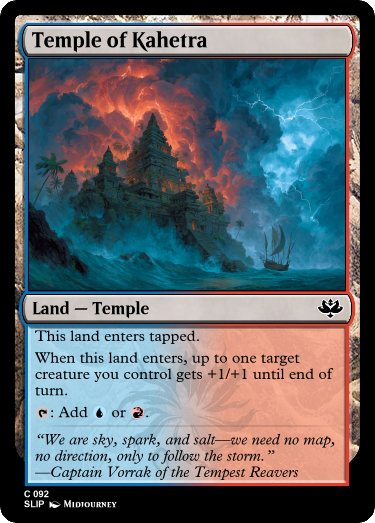 Temple of Kahetra
Land — Temple
This land enters tapped.
When this land enters, up to one target
creature you control gets +1/+1 until end of
turn.
: Add or .
“We are sky, spark, and salt—we need no map,
no direction, only to follow the storm.”
—Captain Vorrak of the Tempest Reavers
C 092
SLIP Midjourney